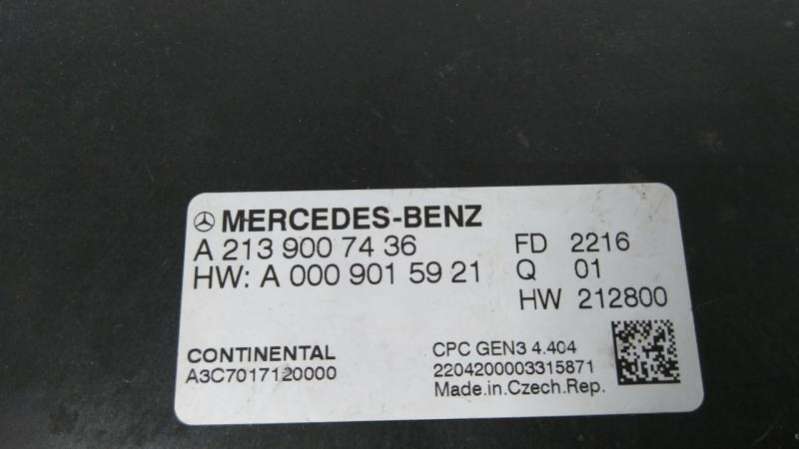 MERCEDES-BENZ
A 213 900 74 36 FD 2216
HW: A 000 901 59 21 Q 01
HW 212800
CONTINENTAL CPC GEN3 4.404
A3C7017120000 2204200003315871
Made.in.Czech.Rep.